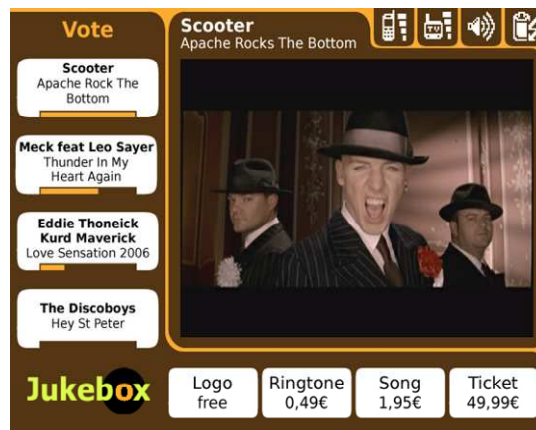 Vote
Scooter
Apache Rock The
Bottom
Meck feat Leo Sayer
Thunder In My
Heart Again
Eddie Thoneick
Kurd Maverick
Love Sensation 2006
The Discoboys
Hey St Peter
Jukebox
Scooter
Apache Rocks The Bottom
TV
Logo
free
Ringtone
0,49€
Song
1,95€
Ticket
49,99€